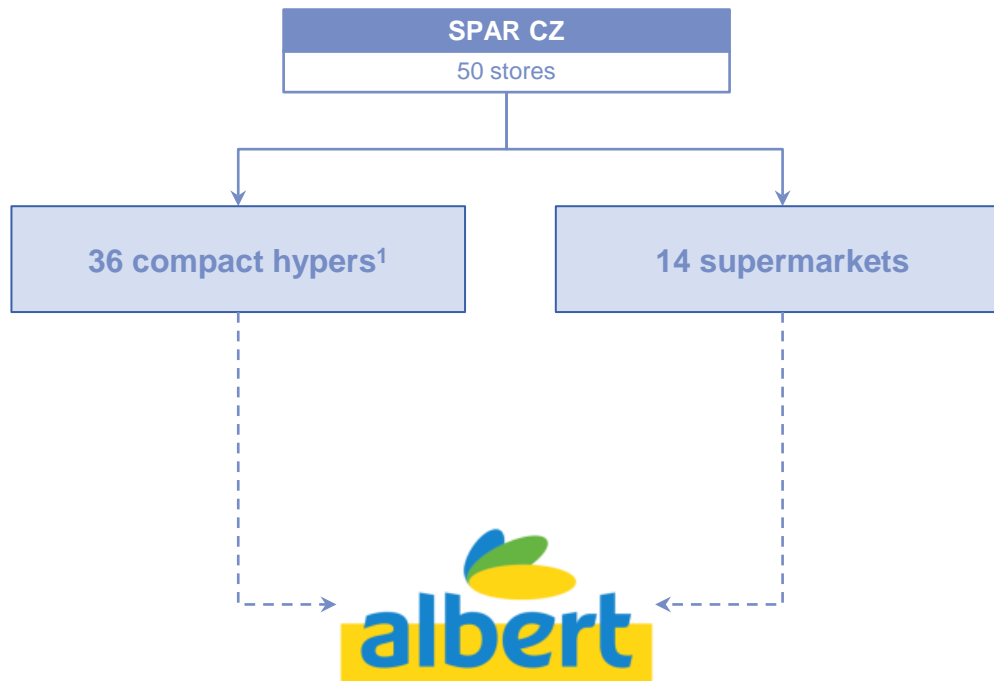 SPAR CZ
50 stores
36 compact hypers¹
14 supermarkets
albert